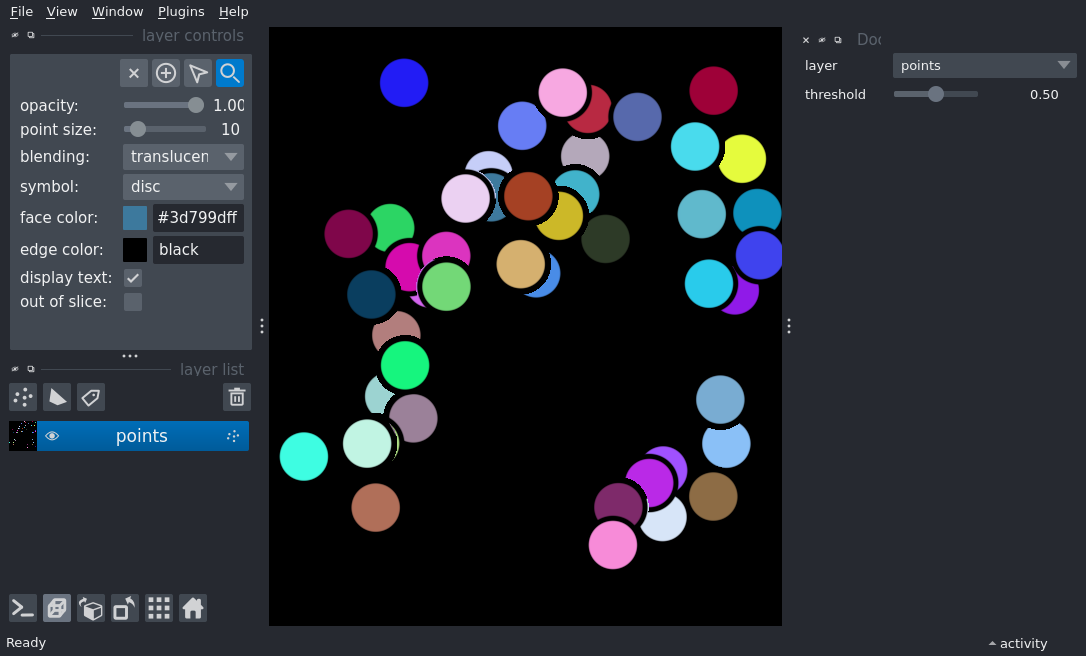 File View Window Plugins Help
layer controls
opacity: 1.00
point size: 10
blending: translucen
symbol: disc
face color: #3d799dff
edge color: black
display text:
out of slice:
layer list
points
Ready
Doc
layer points
threshold 0.50
activity